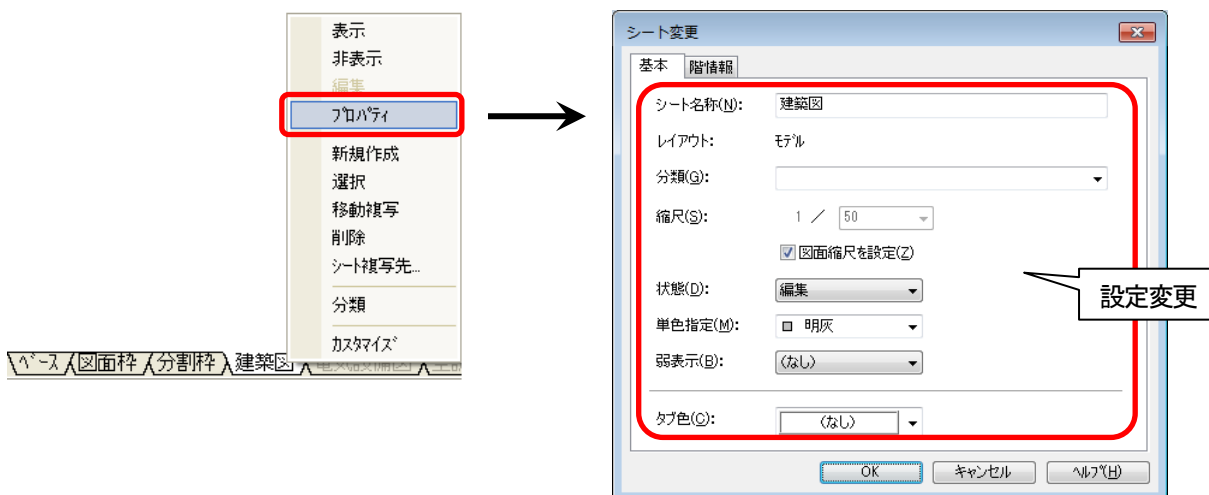 表示
非表示
編集
ﾌﾟﾛﾊﾟﾃｨ
新規作成
選択
移動複写
削除
ｼｰﾄ複写先...
分類
ｶｽﾀﾏｲｽﾞ
ﾍﾞｰｽ 図面枠 分割枠 建築図 電気設備図
シート変更
基本 階情報
シート名称(N): 建築図
レイアウト: ﾓﾃﾞﾙ
分類(G):
縮尺(S): 1 ／ 50
図面縮尺を設定(Z)
状態(D): 編集
単色指定(M): 明灰
弱表示(B): (なし)
タブ色(C): (なし)
設定変更
OK キャンセル ﾍﾙﾌﾟ(H)